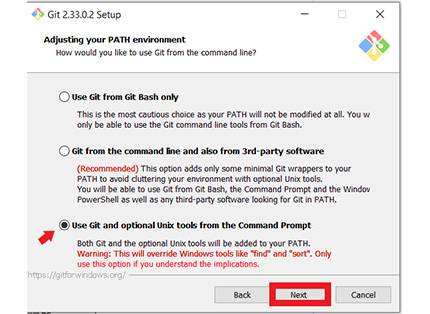 Git 2.33.0.2 Setup
Adjusting your PATH environment
How would you like to use Git from the command line?
Use Git from Git Bash only
This is the most cautious choice as your PATH will not be modified at all. You w
only be able to use the Git command line tools from Git Bash.
Git from the command line and also from 3rd-party software
(Recommended) This option adds only some minimal Git wrappers to your
PATH to avoid cluttering your environment with optional Unix tools.
You will be able to use Git from Git Bash, the Command Prompt and the Window
PowerShell as well as any third-party software looking for Git in PATH.
Use Git and optional Unix tools from the Command Prompt
Both Git and the optional Unix tools will be added to your PATH.
Warning: This will override Windows tools like "find" and "sort". Only
use this option if you understand the implications.
https://gitforwindows.org/
Back
Next
Cancel